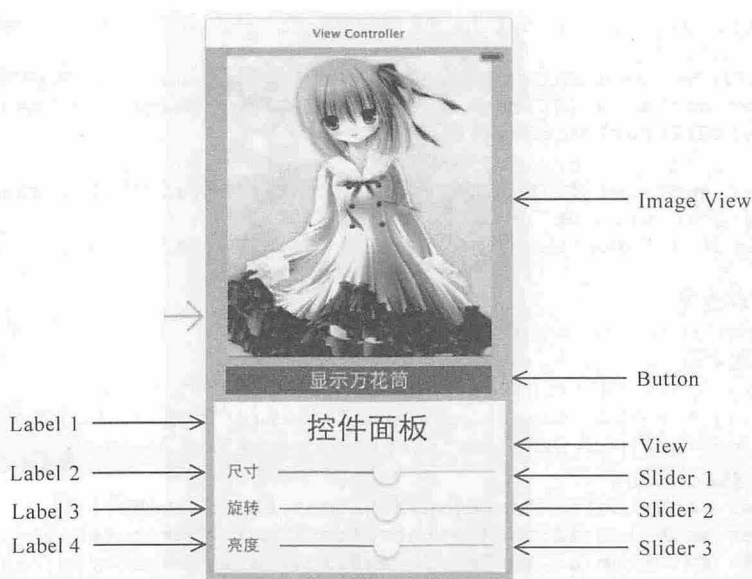 View Controller
Image View
显示万花筒
Button
Label 1
控件面板
View
Label 2
尺寸
Slider 1
Label 3
旋转
Slider 2
Label 4
亮度
Slider 3